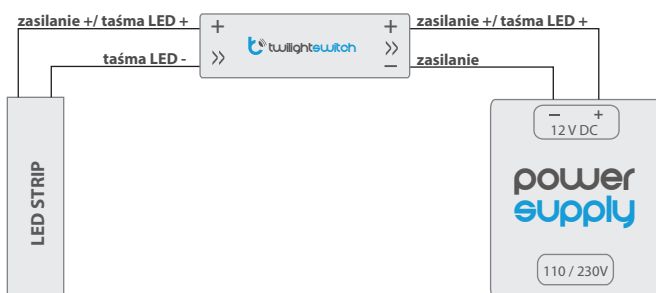 zasilanie +/ taśma LED +
taśma LED -
+
»
twilightswitch
+
»
−
zasilanie +/ taśma LED +
zasilanie
LED STRIP
− +
12 V DC
power
supply
110 / 230V